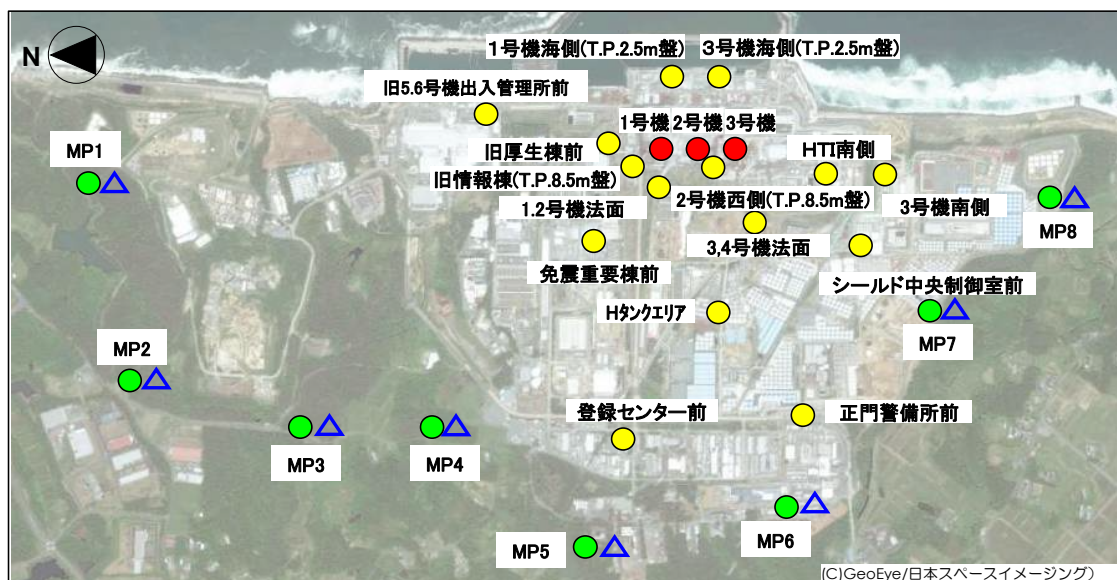 1号機海側(T.P.2.5m盤)
3号機海側(T.P.2.5m盤)
N
旧5.6号機出入管理所前
1号機
2号機
3号機
MP1
旧厚生棟前
HTI南側
旧情報棟(T.P.8.5m盤)
2号機西側(T.P.8.5m盤)
1.2号機法面
3号機南側
MP8
3,4号機法面
免震重要棟前
シールド中央制御室前
Hタンクエリア
MP7
MP2
登録センター前
正門警備所前
MP3
MP4
MP6
MP5
(C)GeoEye/日本スペースイメージング)